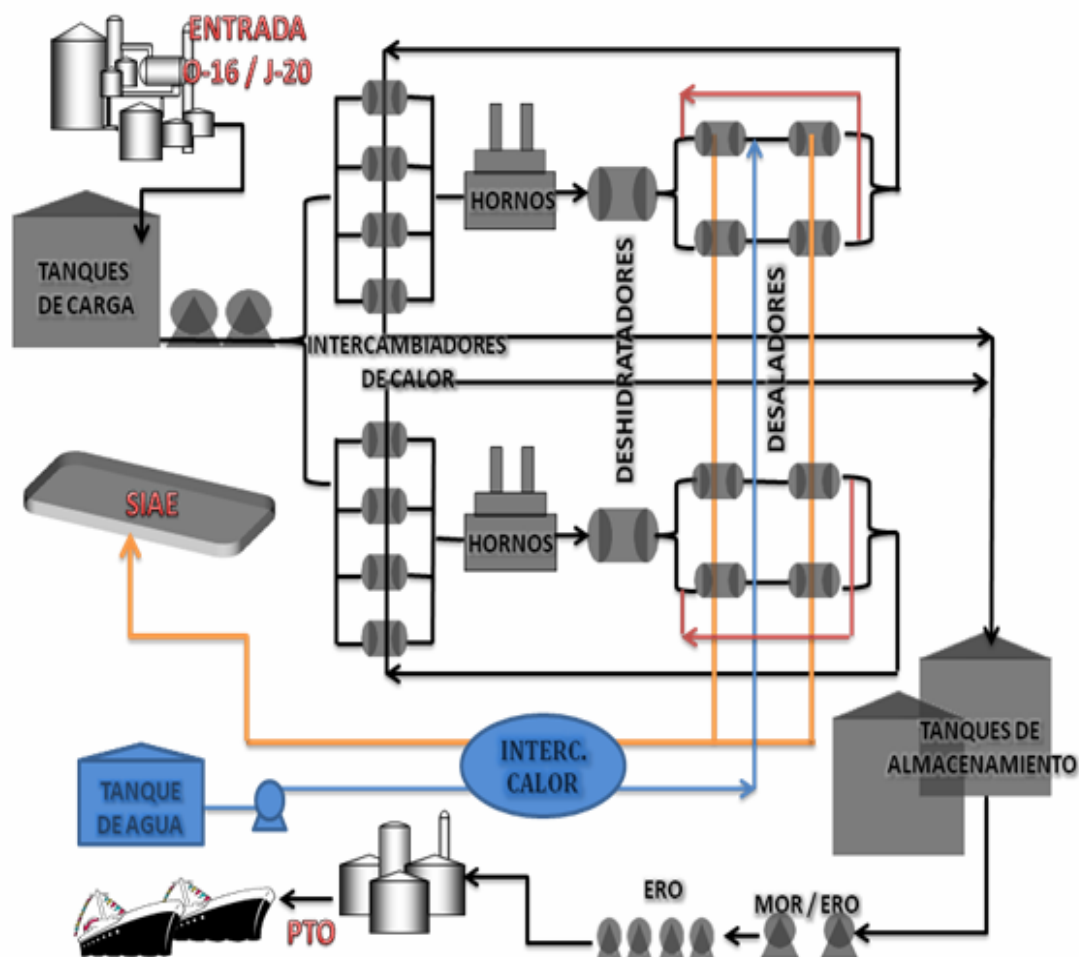 ENTRADA
O-16 / J-20
HORNOS
TANQUES
DE CARGA
DESHIDRATADORES
DESALADORES
INTERCAMBIADORES
DE CALOR
SIAE
HORNOS
TANQUES DE
ALMACENAMIENTO
INTERC.
CALOR
TANQUE
DE AGUA
ERO
MOR / ERO
PTO